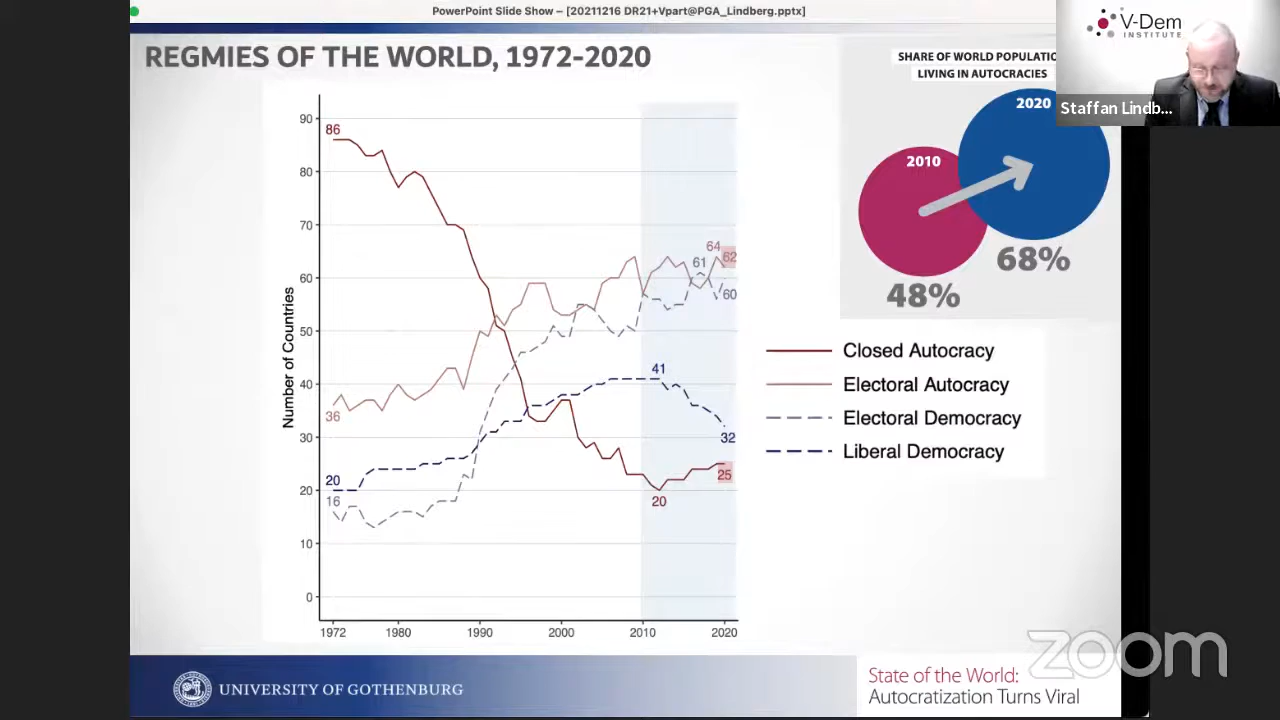 PowerPoint Slide Show – [20211216 DR21+Vpart@PGA_Lindberg.pptx]
V-Dem
INSTITUTE
REGMIES OF THE WORLD, 1972-2020
SHARE OF WORLD POPULATIO
LIVING IN AUTOCRACIES
Staffan Lindb...
2020
2010
68%
48%
Number of Countries
90
80
70
60
50
40
30
20
10
0
86
36
20
16
64
62
61
60
41
32
25
20
1972
1980
1990
2000
2010
2020
Closed Autocracy
Electoral Autocracy
Electoral Democracy
Liberal Democracy
zoom
UNIVERSITY OF GOTHENBURG
State of the World:
Autocratization Turns Viral